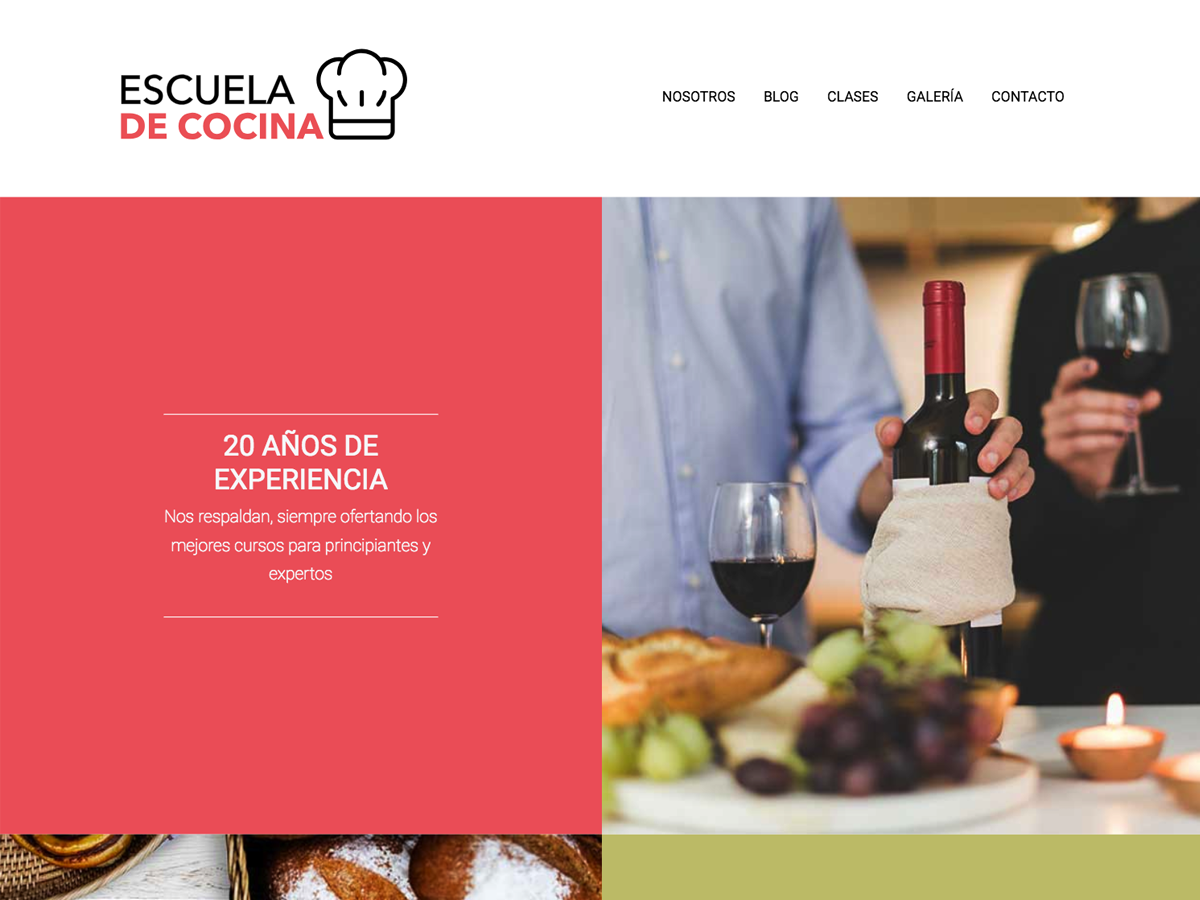 ESCUELA
DE COCINA
NOSOTROS BLOG CLASES GALERÍA CONTACTO
20 AÑOS DE
EXPERIENCIA
Nos respaldan, siempre ofertando los
mejores cursos para principiantes y
expertos